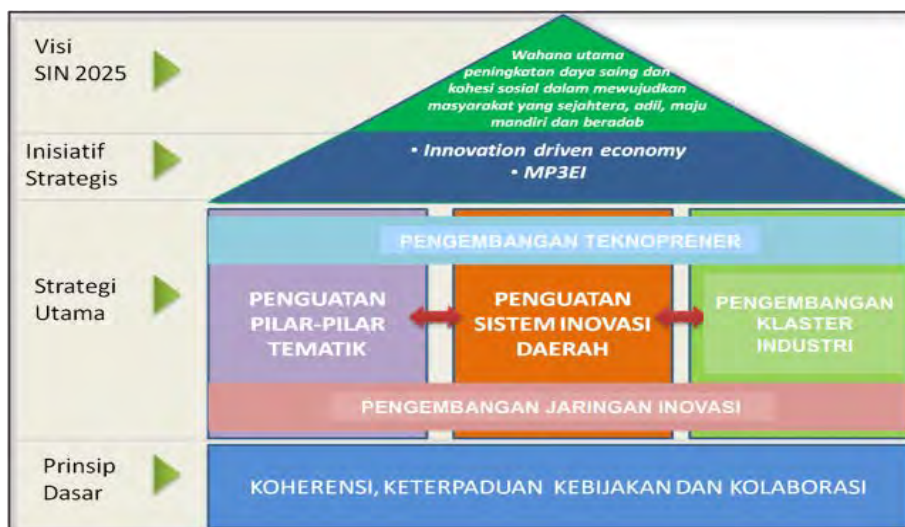 Visi
SIN 2025
Wahana utama
peningkatan daya saing dan
kohesi sosial dalam mewujudkan
masyarakat yang sejahtera, adil, maju
mandiri dan beradab
Inisiatif
Strategis
• Innovation driven economy
• MP3EI
Strategi
Utama
PENGEMBANGAN TEKNOPRENER
PENGUATAN
PILAR-PILAR
TEMATIK
PENGUATAN
SISTEM INOVASI
DAERAH
PENGEMBANGAN
KLASTER
INDUSTRI
PENGEMBANGAN JARINGAN INOVASI
Prinsip
Dasar
KOHERENSI, KETERPADUAN KEBIJAKAN DAN KOLABORASI